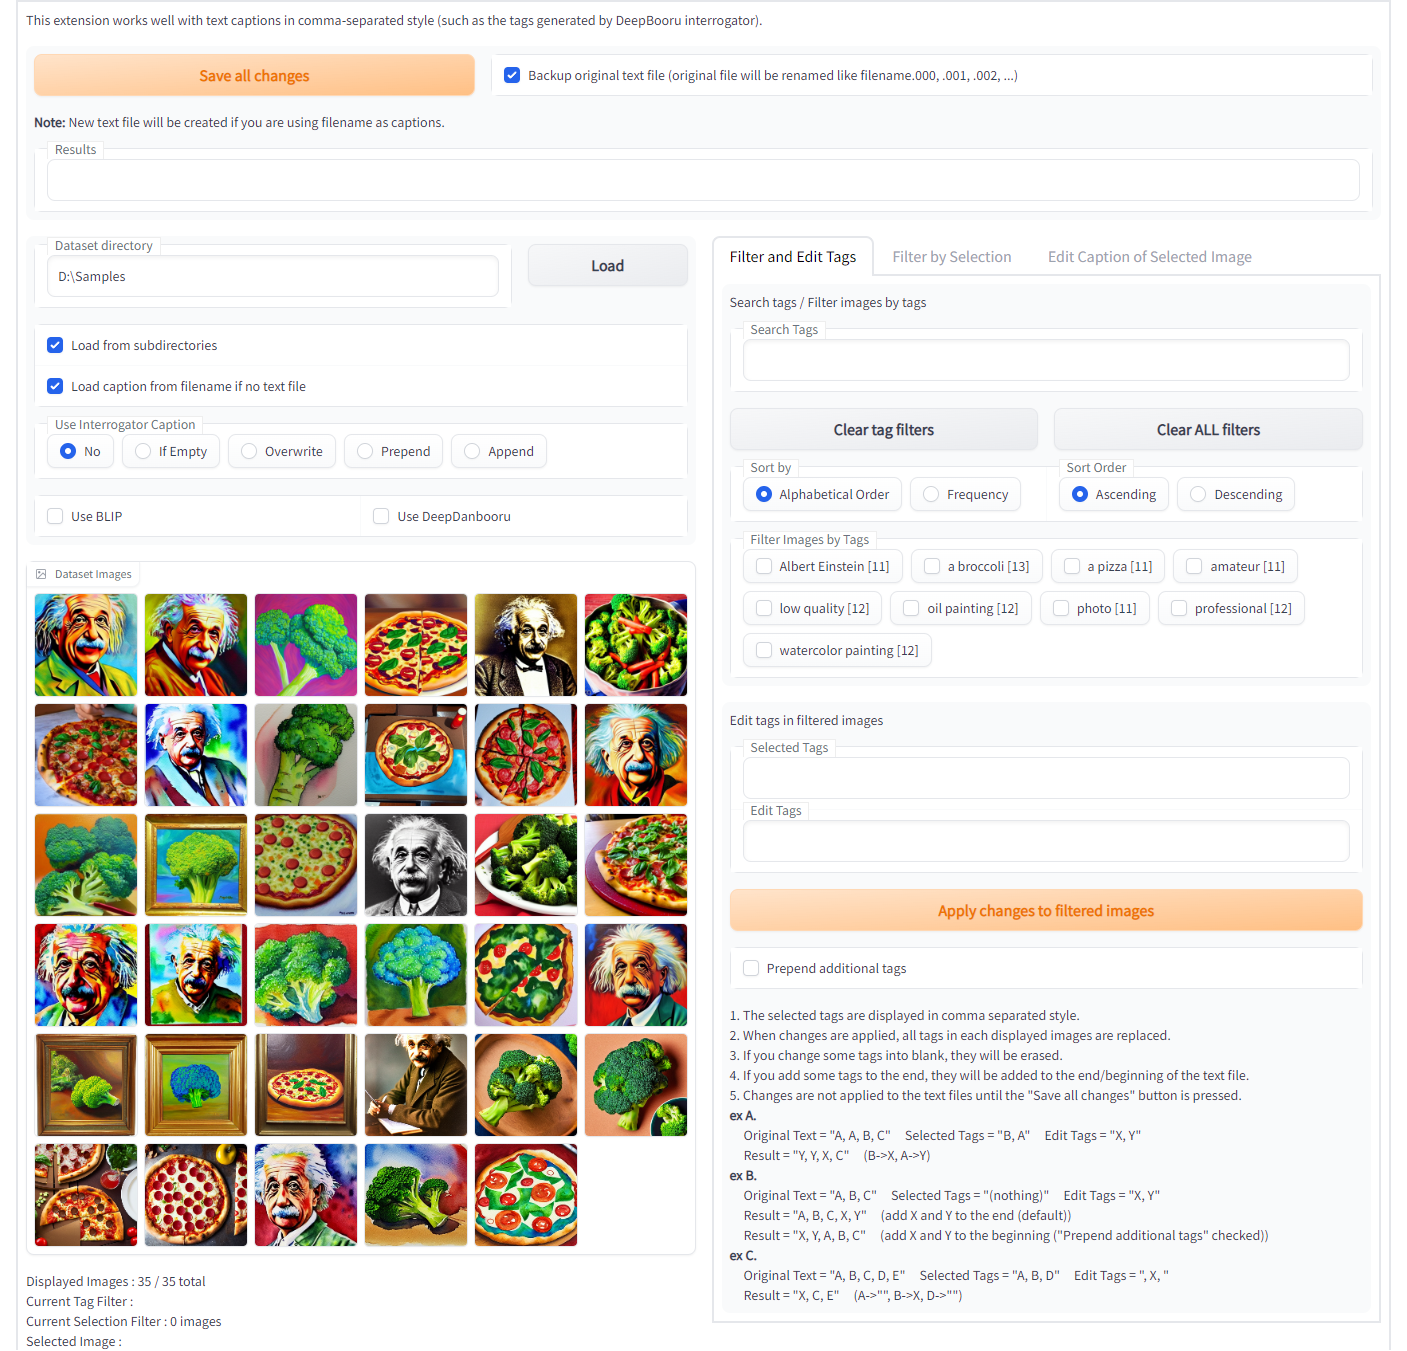 This extension works well with text captions in comma-separated style (such as the tags generated by DeepBooru interrogator).
Save all changes
Backup original text file (original file will be renamed like filename.000, .001, .002, ...)
Note: New text file will be created if you are using filename as captions.
Results
Dataset directory
D:\Samples
Load
Load from subdirectories
Load caption from filename if no text file
Use Interrogator Caption
No If Empty Overwrite Prepend Append
Use BLIP Use DeepDanbooru
Dataset Images
Displayed Images : 35 / 35 total
Current Tag Filter :
Current Selection Filter : 0 images
Selected Image :
Filter and Edit Tags Filter by Selection Edit Caption of Selected Image
Search tags / Filter images by tags
Search Tags
Clear tag filters Clear ALL filters
Sort by Sort Order
Alphabetical Order Frequency Ascending Descending
Filter Images by Tags
Albert Einstein [11] a broccoli [13] a pizza [11] amateur [11]
low quality [12] oil painting [12] photo [11] professional [12]
watercolor painting [12]
Edit tags in filtered images
Selected Tags
Edit Tags
Apply changes to filtered images
Prepend additional tags
1. The selected tags are displayed in comma separated style.
2. When changes are applied, all tags in each displayed images are replaced.
3. If you change some tags into blank, they will be erased.
4. If you add some tags to the end, they will be added to the end/beginning of the text file.
5. Changes are not applied to the text files until the "Save all changes" button is pressed.
ex A.
Original Text = "A, A, B, C" Selected Tags = "B, A" Edit Tags = "X, Y"
Result = "Y, Y, X, C" (B->X, A->Y)
ex B.
Original Text = "A, B, C" Selected Tags = "(nothing)" Edit Tags = "X, Y"
Result = "A, B, C, X, Y" (add X and Y to the end (default))
Result = "X, Y, A, B, C" (add X and Y to the beginning ("Prepend additional tags" checked))
ex C.
Original Text = "A, B, C, D, E" Selected Tags = "A, B, D" Edit Tags = ", X, "
Result = "X, C, E" (A->"", B->X, D->"")